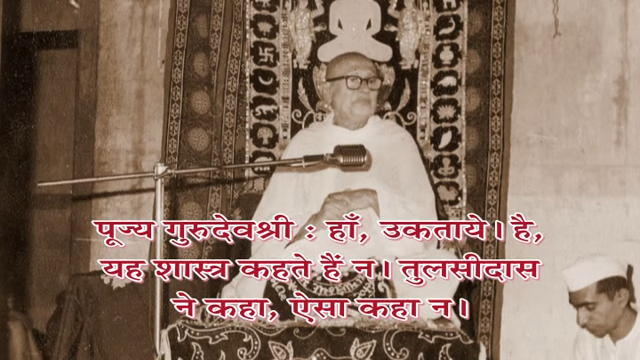 पूज्य गुरुदेवश्री : हाँ, उकताये। है,
यह शास्त्र कहते हैं न। तुलसीदास
ने कहा, ऐसा कहा न।